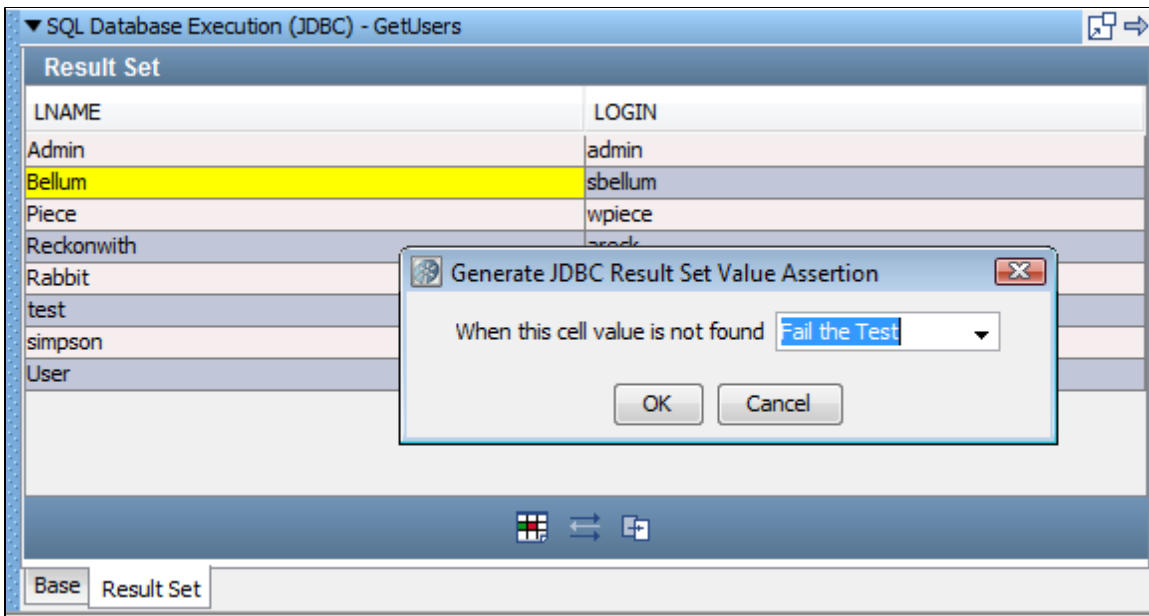 SQL Database Execution (JDBC) - GetUsers
Result Set
LNAME LOGIN
Admin admin
Bellum sbellum
Piece wpiece
Reckonwith
Rabbit
test
simpson
User
Generate JDBC Result Set Value Assertion
When this cell value is not found Fail the Test
OK Cancel
Base Result Set